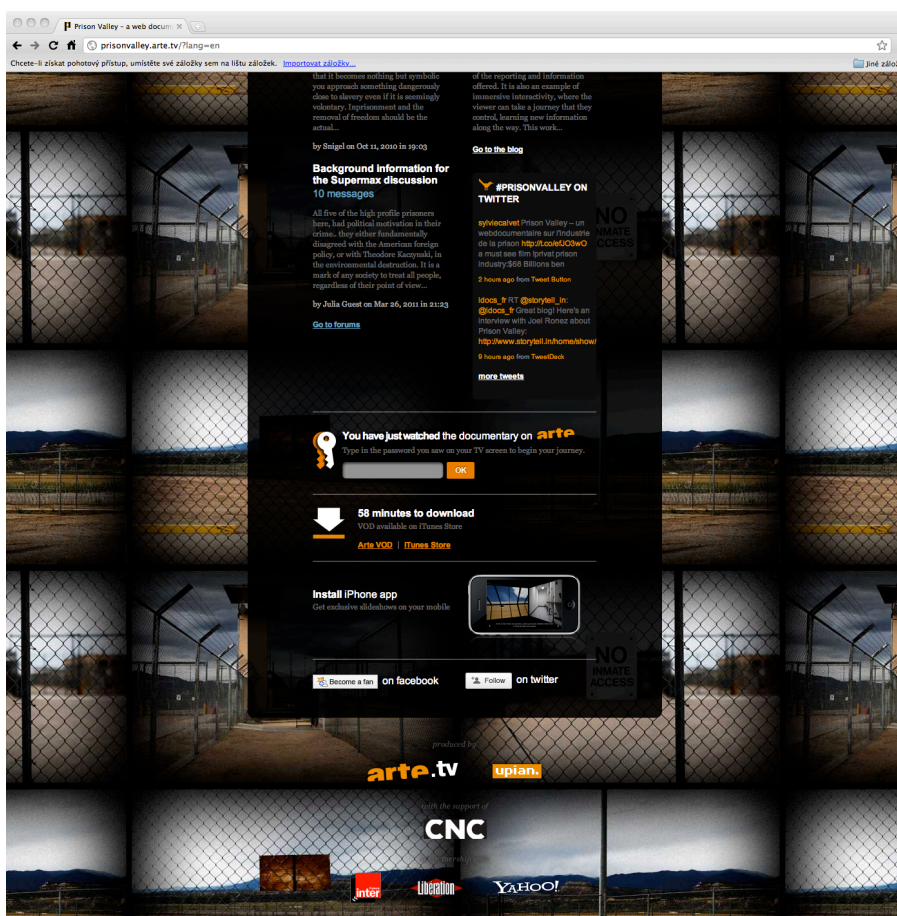 Prison Valley – a web docum
prisonvalley.arte.tv/?lang=en
Chcete-li získat pohotový přístup, umístěte své záložky sem na lištu záložek. Importovat záložky...
Jiné zálož
that it becomes nothing but symbolic
you approach something dangerously
close to slavery even if it is seemingly
volontary. Inprisonment and the
removal of freedom should be the
actual...
by Snigel on Oct 11, 2010 in 19:03
Background information for
the Supermax discussion
10 messages
All five of the high profile prisoners
here, had political motivation in their
crime.. they either fundamentally
disagreed with the American foreign
policy, or with Theodore Kaczynski, in
the environmental destruction. It is a
mark of any society to treat all people,
regardless of their point of view...
by Julia Guest on Mar 26, 2011 in 21:23
Go to forums
of the reporting and information
offered. It is also an example of
immersive interactivity, where the
viewer can take a journey that they
control, learning new information
along the way. This work...
Go to the blog
#PRISONVALLEY ON
TWITTER
sylviecalvet Prison Valley – un
webdocumentaire sur l'industrie
de la prison http://t.co/efJO3wO
a must see film !privat prison
industry:$68 Billions ben
2 hours ago from Tweet Button
idocs_fr RT @storytell_in:
@idocs_fr Great blog! Here's an
interview with Joel Ronez about
Prison Valley:
http://www.storytell.in/home/show/
9 hours ago from TweetDeck
more tweets
NO
INMATE
ACCESS
You have just watched the documentary on arte
Type in the password you saw on your TV screen to begin your journey.
OK
58 minutes to download
VOD available on iTunes Store
Arte VOD | iTunes Store
Install iPhone app
Get exclusive slideshows on your mobile
NO
INMATE
ACCESS
Become a fan on facebook
Follow on twitter
produced by
arte.tv upian.
with the support of
CNC
inter Libération YAHOO!